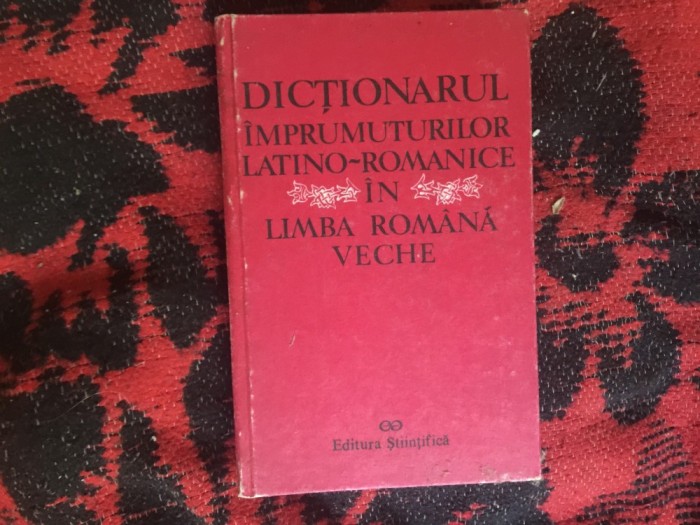 DICȚIONARUL
ÎMPRUMUTURILOR
LATINO-ROMANICE
ÎN
LIMBA ROMÂNĂ
VECHE
Editura Științifică